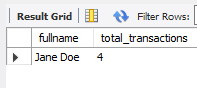 Result Grid Filter Rows:
fullname total_transactions
Jane Doe 4